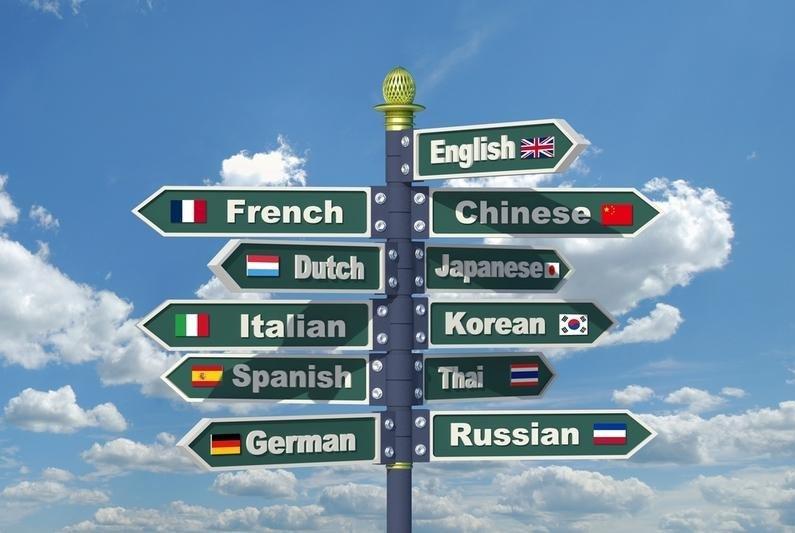 English
French
Chinese
Dutch
Japanese
Italian
Korean
Spanish
Thai
German
Russian